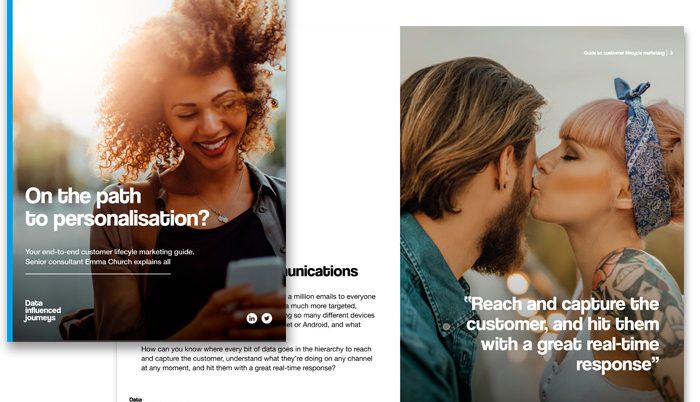 On the path
to personalisation?
Your end-to-end customer lifecyle marketing guide.
Senior consultant Emma Church explains all
Data
influenced
journeys
in
unications
a million emails to everyone
a much more targeted,
ng so many different devices
let or Android, and what
How can you know where every bit of data goes in the hierarchy to reach
and capture the customer, understand what they're doing on any channel
at any moment, and hit them with a great real-time response?
Data
Guide to: customer lifecycle marketing | 3
“Reach and capture the
customer, and hit them
with a great real-time
response”